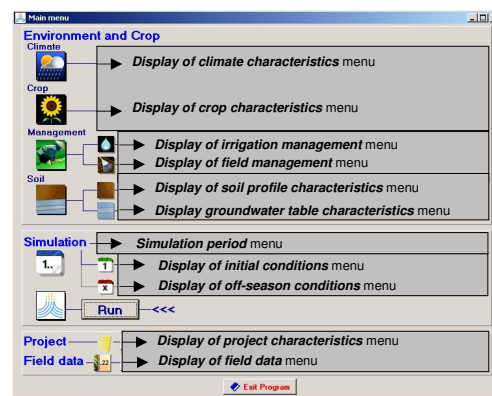 Main menu
Environment and Crop
Climate
Display of climate characteristics menu
Crop
Display of crop characteristics menu
Management
Display of irrigation management menu
Display of field management menu
Soil
Display of soil profile characteristics menu
Display groundwater table characteristics menu
Simulation
Simulation period menu
1..
1
Display of initial conditions menu
x
Display of off-season conditions menu
Run <<<
Project
Display of project characteristics menu
Field data
.22
Display of field data menu
Exit Program